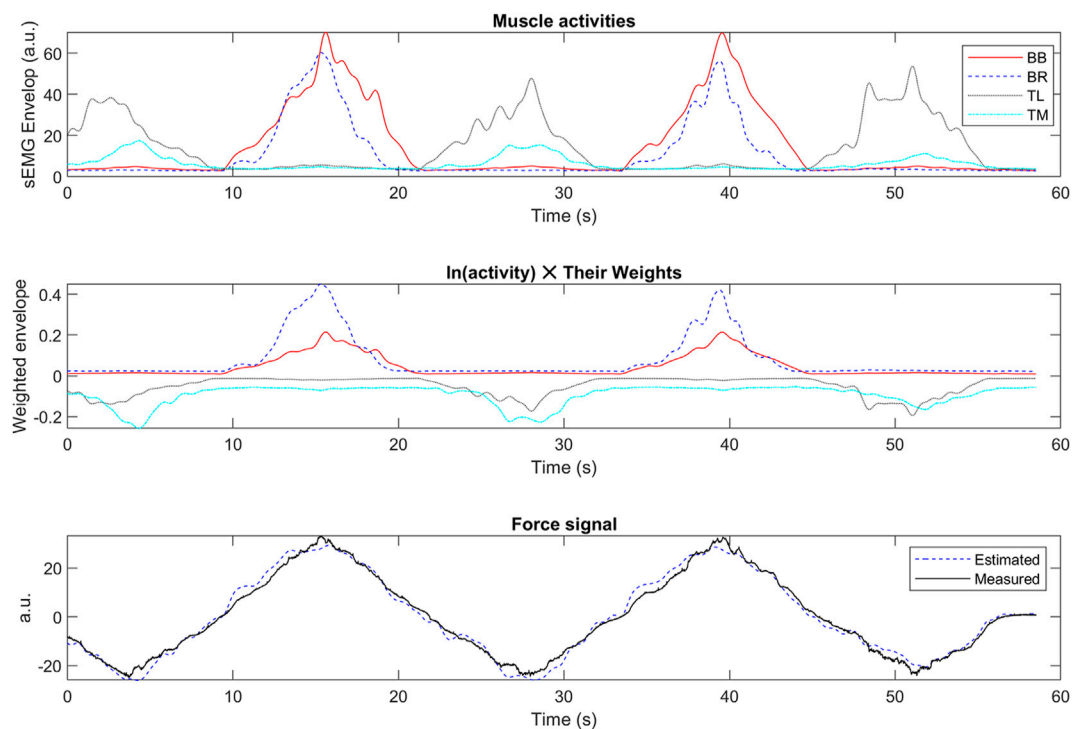 Muscle activities
sEMG Envelop (a.u.)
60
40
20
0
BB
BR
TL
TM
0 10 20 30 40 50 60
Time (s)
ln(activity) ✕ Their Weights
Weighted envelope
0.4
0.2
0
-0.2
0 10 20 30 40 50 60
Time (s)
Force signal
a.u.
20
0
-20
Estimated
Measured
0 10 20 30 40 50 60
Time (s)